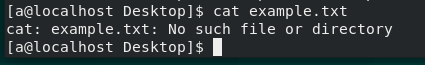 [a@localhost Desktop]$ cat example.txt
cat: example.txt: No such file or directory
[a@localhost Desktop]$